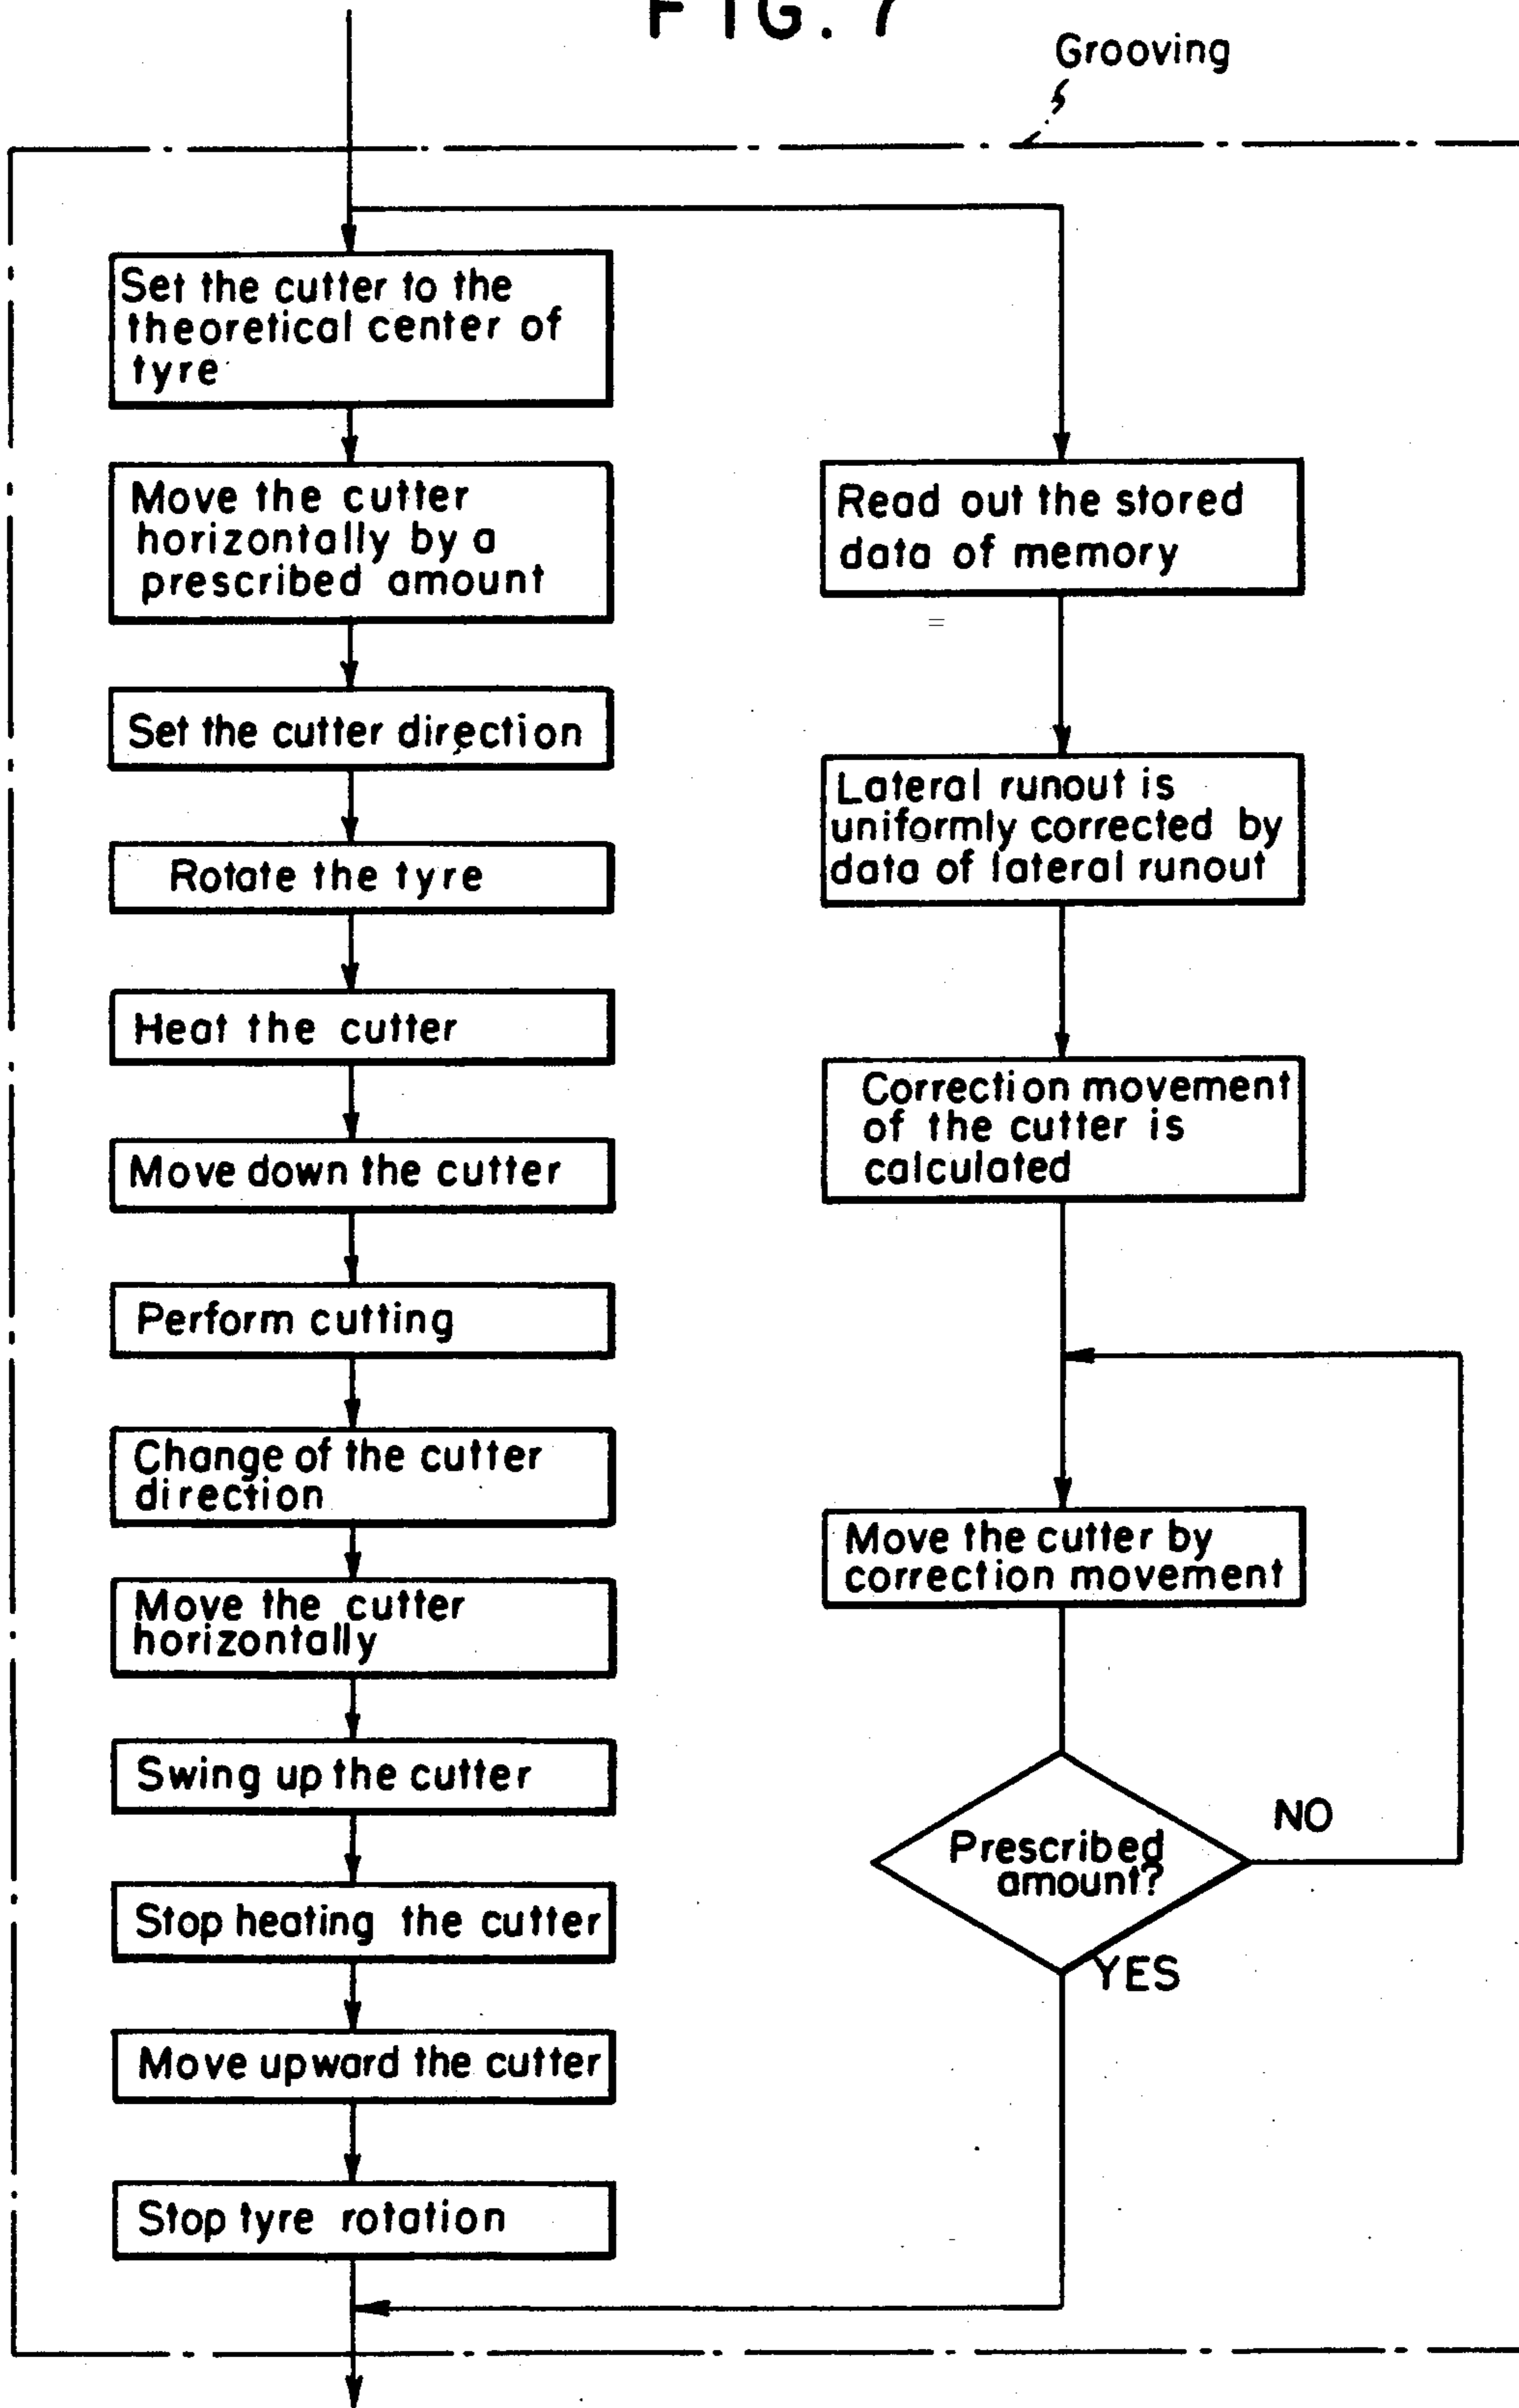 FIG. 7
Grooving
Set the cutter to the
theoretical center of
tyre
Move the cutter
horizontally by a
prescribed amount
Set the cutter direction
Rotate the tyre
Heat the cutter
Move down the cutter
Perform cutting
Change of the cutter
direction
Move the cutter
horizontally
Swing up the cutter
Stop heating the cutter
Move upward the cutter
Stop tyre rotation
Read out the stored
data of memory
Lateral runout is
uniformly corrected by
data of lateral runout
Correction movement
of the cutter is
calculated
Move the cutter by
correction movement
Prescribed
amount?
NO
YES